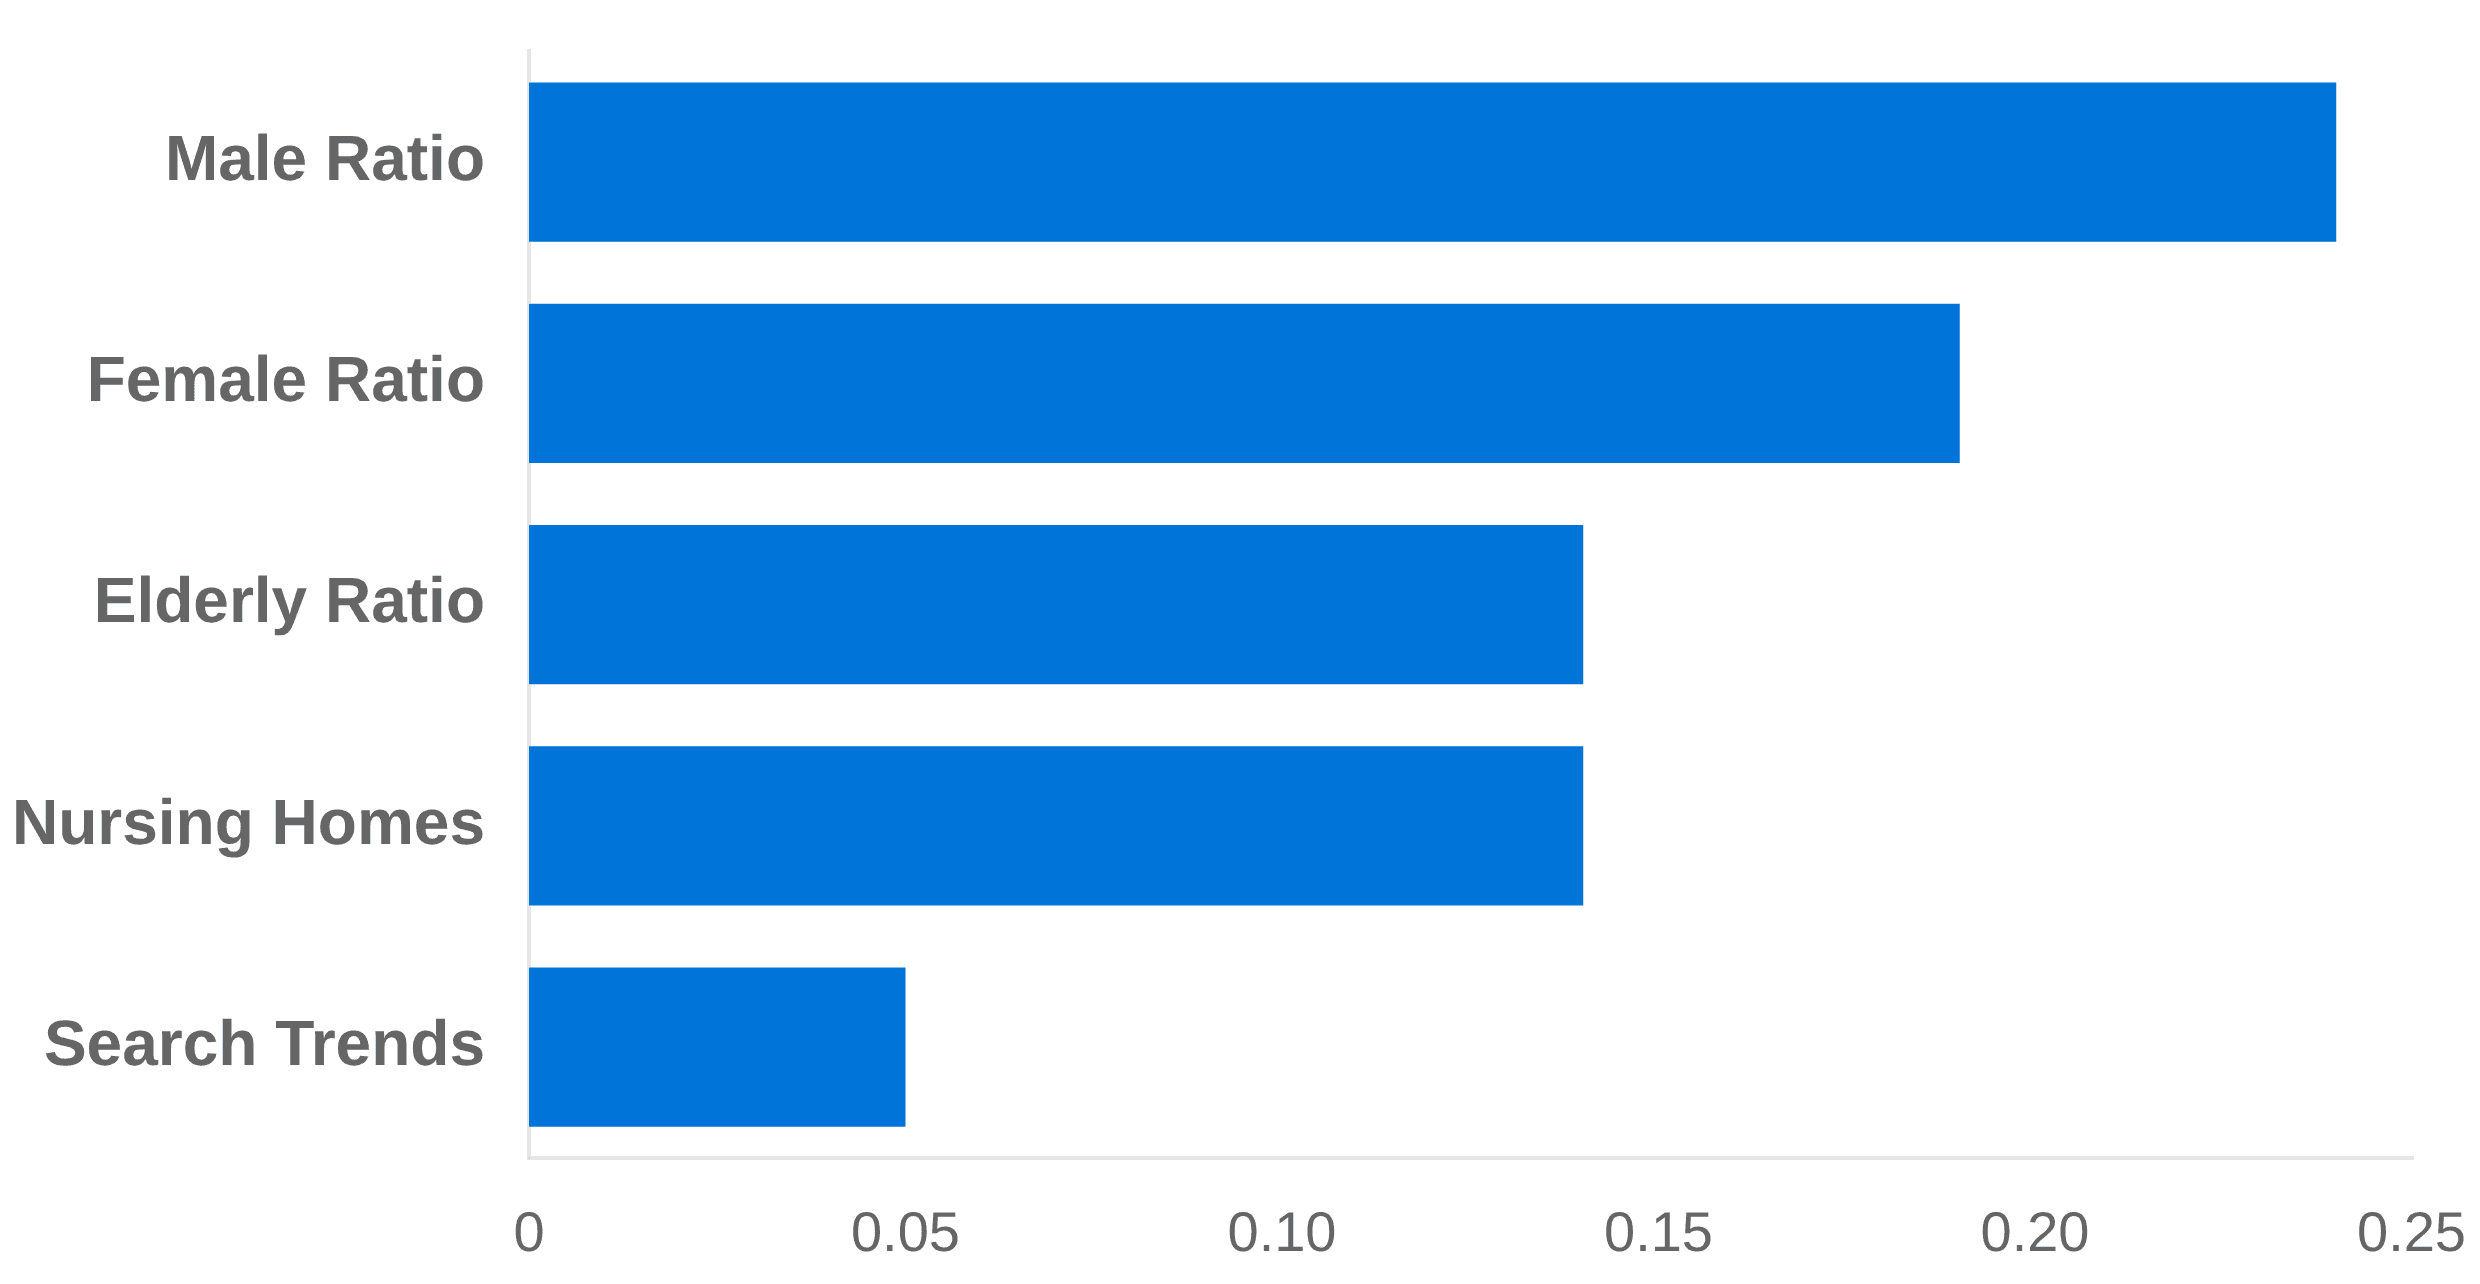 Male Ratio
Female Ratio
Elderly Ratio
Nursing Homes
Search Trends
0 0.05 0.10 0.15 0.20 0.25